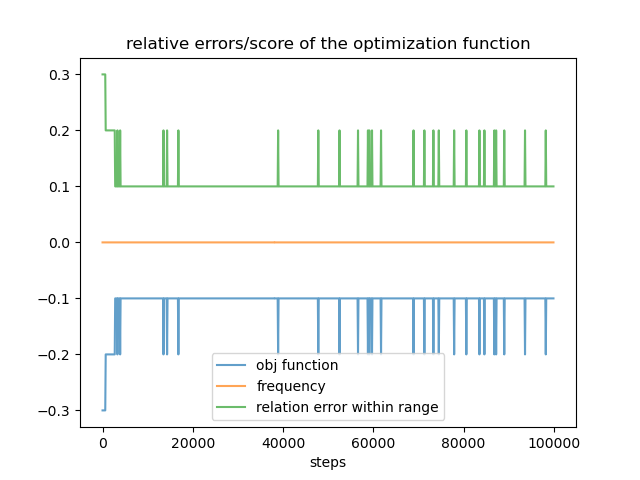 relative errors/score of the optimization function
0.3
0.2
0.1
0.0
−0.1
−0.2
−0.3
obj function
frequency
relation error within range
0 20000 40000 60000 80000 100000
steps